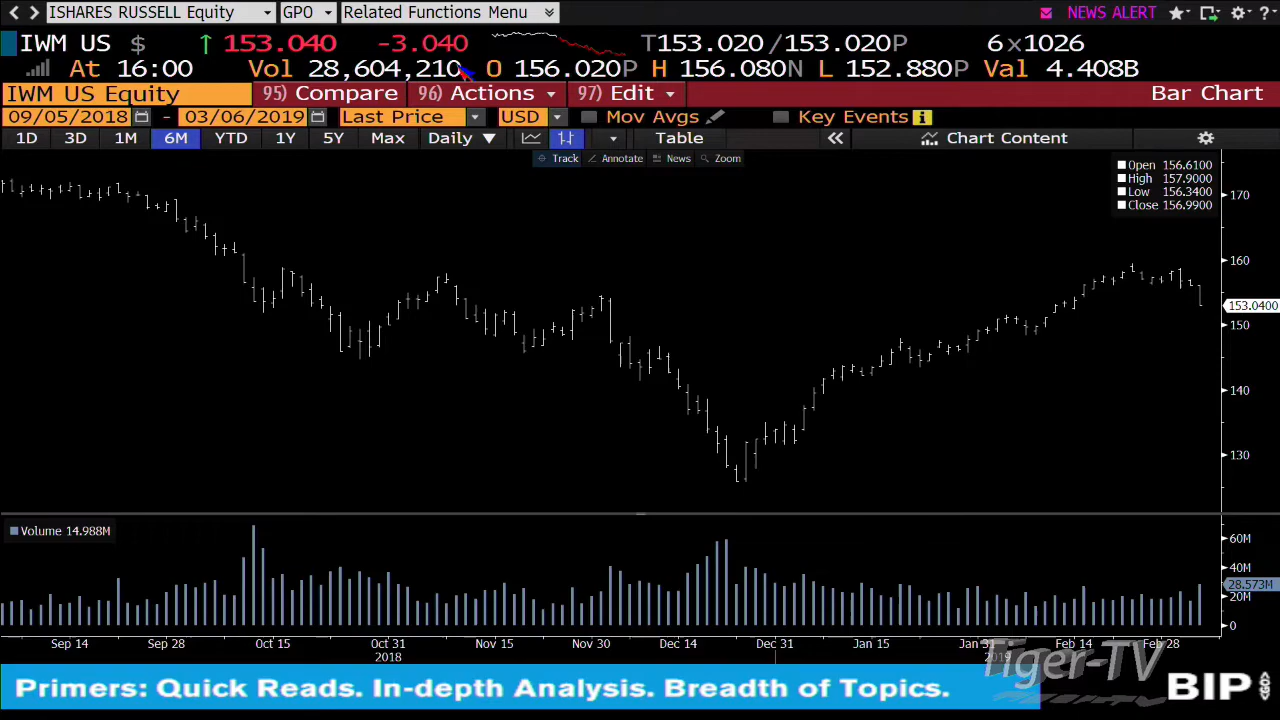 ISHARES RUSSELL Equity GPO Related Functions Menu NEWS ALERT ?
IWM US $ ↑ 153.040 -3.040 T153.020 /153.020P 6x1026
At 16:00 Vol 28,604,210 O 156.020P H 156.080N L 152.880P Val 4.408B
IWM US Equity 95) Compare 96) Actions 97) Edit Bar Chart
09/05/2018 - 03/06/2019 Last Price USD Mov Avgs Key Events i
1D 3D 1M 6M YTD 1Y 5Y Max Daily ▼ Table « Chart Content
Track Annotate News Zoom
Open 156.6100
High 157.9000
Low 156.3400
Close 156.9900
170
160
153.0400
150
140
130
Volume 14.988M
60M
40M
28.573M
20M
0
Sep 14 Sep 28 Oct 15 Oct 31 Nov 15 Nov 30 Dec 14 Dec 31 Jan 15 Jan 31 Feb 14 Feb 28
2018 2019
Tiger-TV
Primers: Quick Reads. In-depth Analysis. Breadth of Topics.
BIP